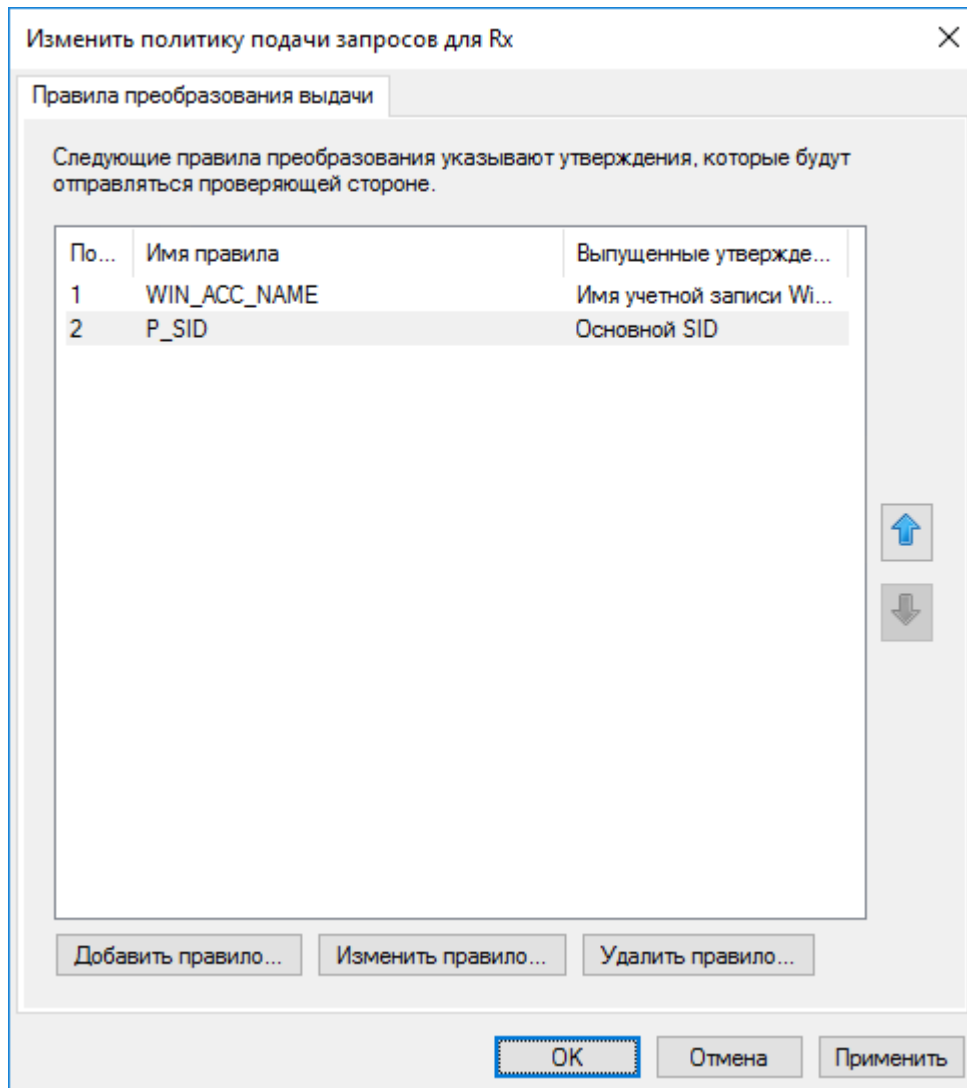 Изменить политику подачи запросов для Rx
Правила преобразования выдачи
Следующие правила преобразования указывают утверждения, которые будут
отправляться проверяющей стороне.
По... Имя правила Выпущенные утвержде...
1 WIN_ACC_NAME Имя учетной записи Wi...
2 P_SID Основной SID
Добавить правило... Изменить правило... Удалить правило...
OK Отмена Применить